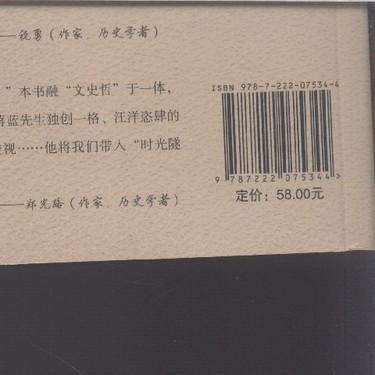 ——祝勇（作家、历史学者）
”本书融“文史哲”于一体，
蒋蓝先生独创一格、汪洋恣肆的
视……他将我们带入“时光隧
——郑光路（作家、历史学者）
ISBN 978-7-222-07534-4
9 787222 075344 >
定价：58.00元